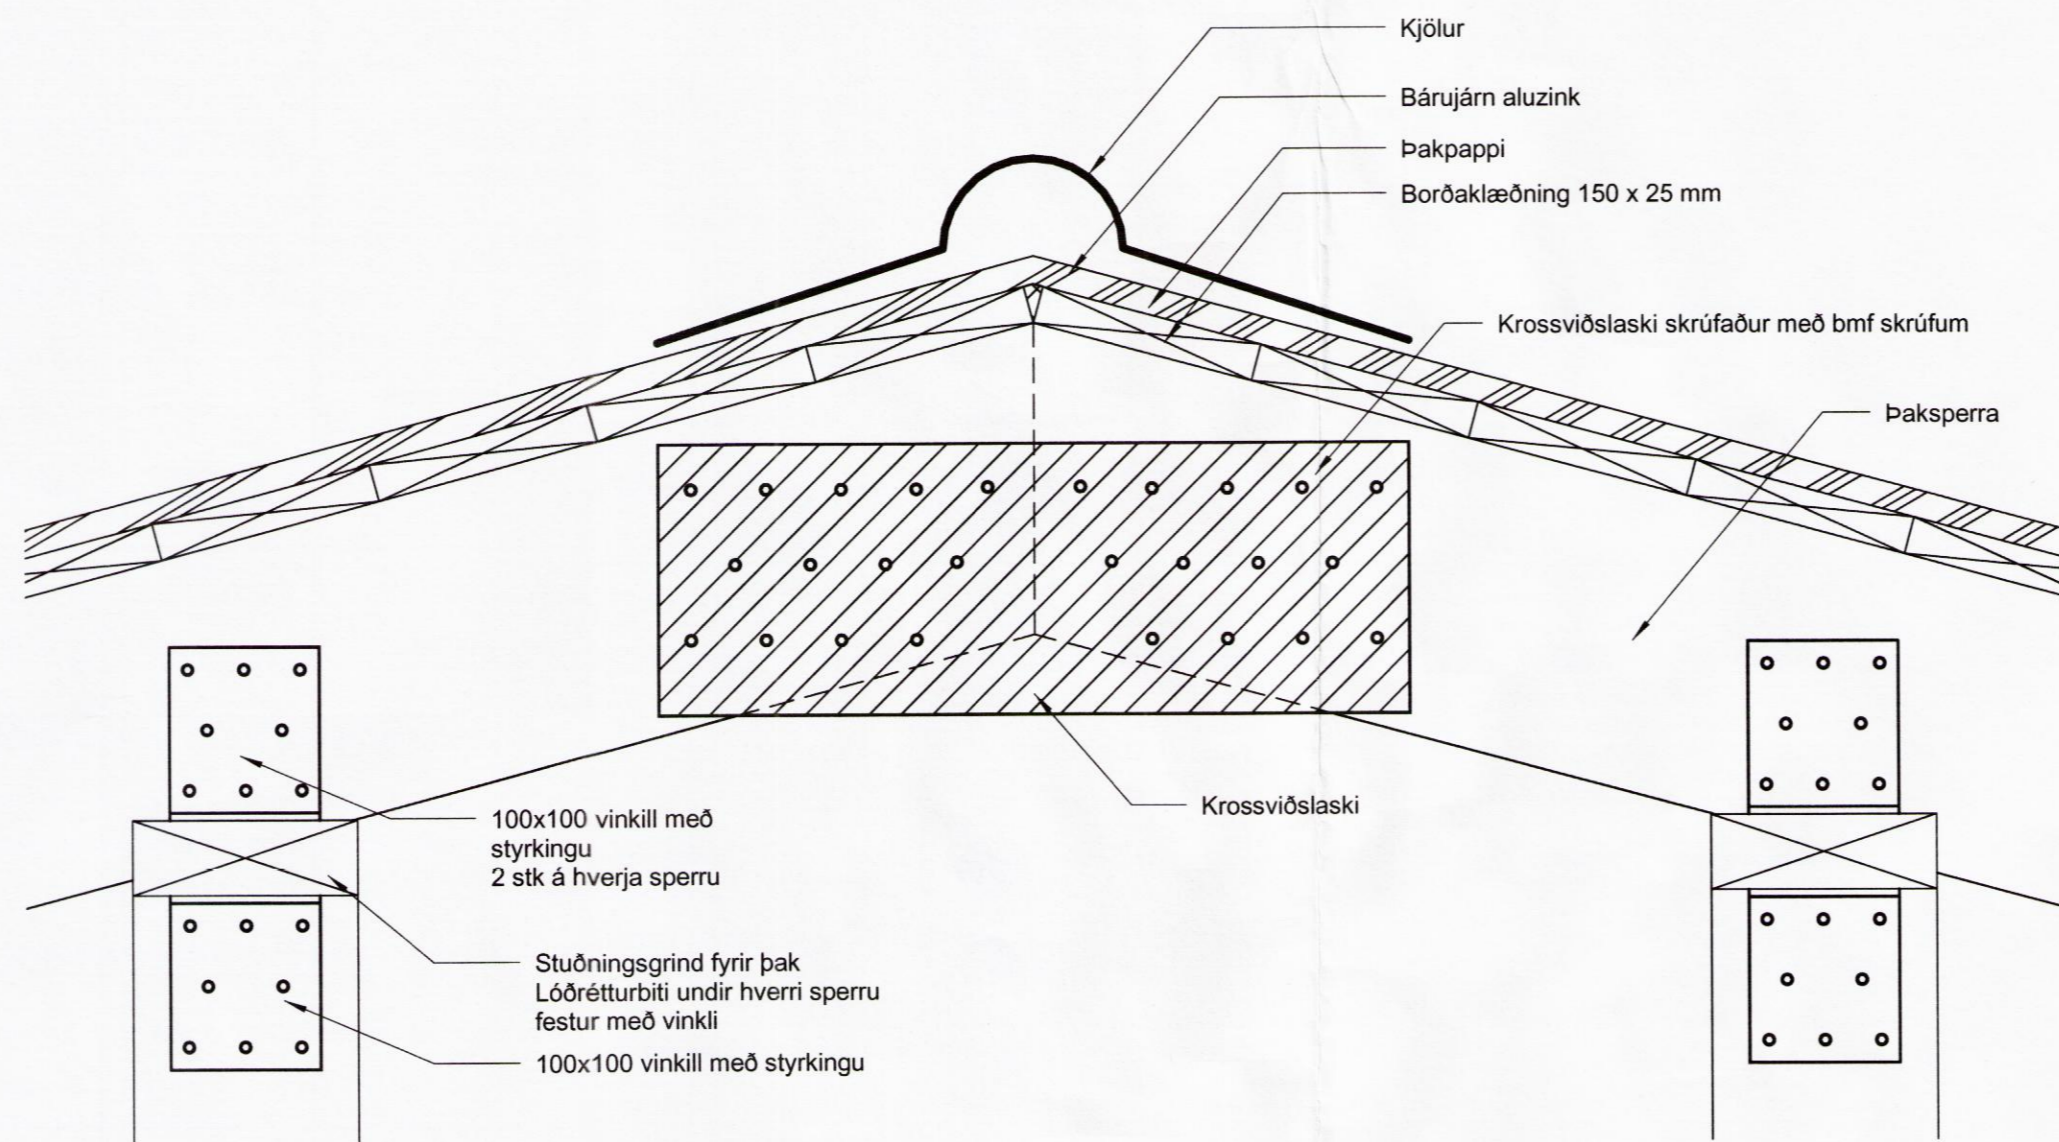 Kjölur
Bárujárn aluzink
Þakpappi
Borðaklæðning 150 x 25 mm
Krossviðslaski skrúfaður með bmf skrúfum
Þaksperra
Krossviðslaski
100x100 vinkill með
styrkingu
2 stk á hverja sperru
Stuðningsgrind fyrir þak
Lóðrétturbiti undir hverri sperru
festur með vinkli
100x100 vinkill með styrkingu